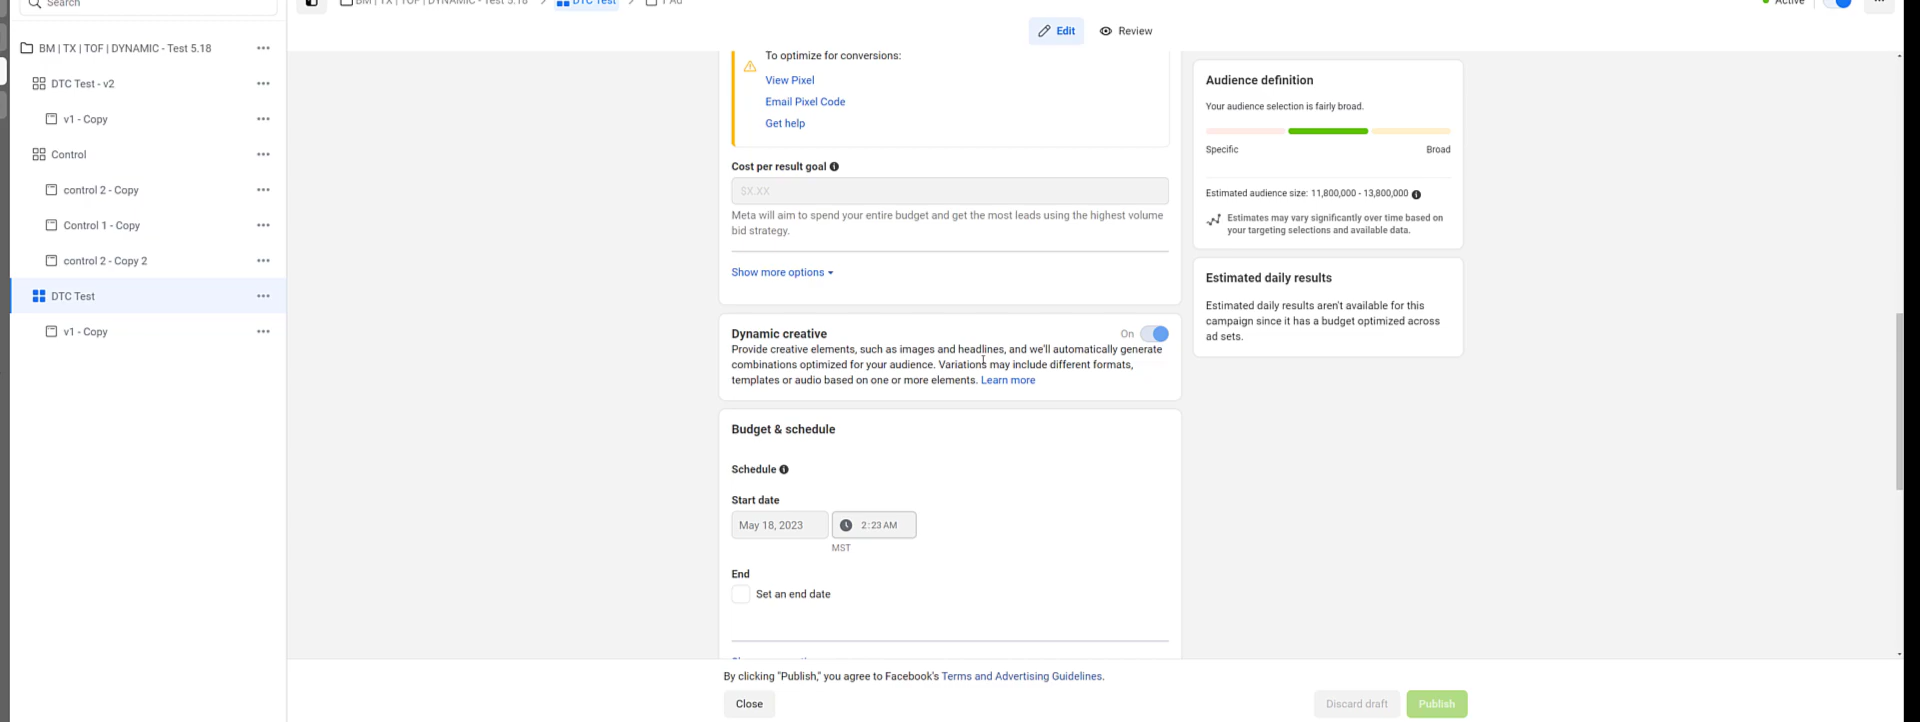 Search
BM | TX | TOF | DYNAMIC - Test 5.18
DTC Test - v2
v1 - Copy
Control
control 2 - Copy
Control 1 - Copy
control 2 - Copy 2
DTC Test
v1 - Copy
BM | TX | TOF | DYNAMIC - Test 5.18
DTC Test
1 Ad
Active
Edit
Review
To optimize for conversions:
View Pixel
Email Pixel Code
Get help
Cost per result goal
$X.XX
Meta will aim to spend your entire budget and get the most leads using the highest volume
bid strategy.
Show more options
Dynamic creative
On
Provide creative elements, such as images and headlines, and we'll automatically generate
combinations optimized for your audience. Variations may include different formats,
templates or audio based on one or more elements. Learn more
Budget & schedule
Schedule
Start date
May 18, 2023
2:23 AM
MST
End
Set an end date
Audience definition
Your audience selection is fairly broad.
Specific
Broad
Estimated audience size: 11,800,000 - 13,800,000
Estimates may vary significantly over time based on
your targeting selections and available data.
Estimated daily results
Estimated daily results aren't available for this
campaign since it has a budget optimized across
ad sets.
By clicking "Publish," you agree to Facebook's Terms and Advertising Guidelines.
Close
Discard draft
Publish